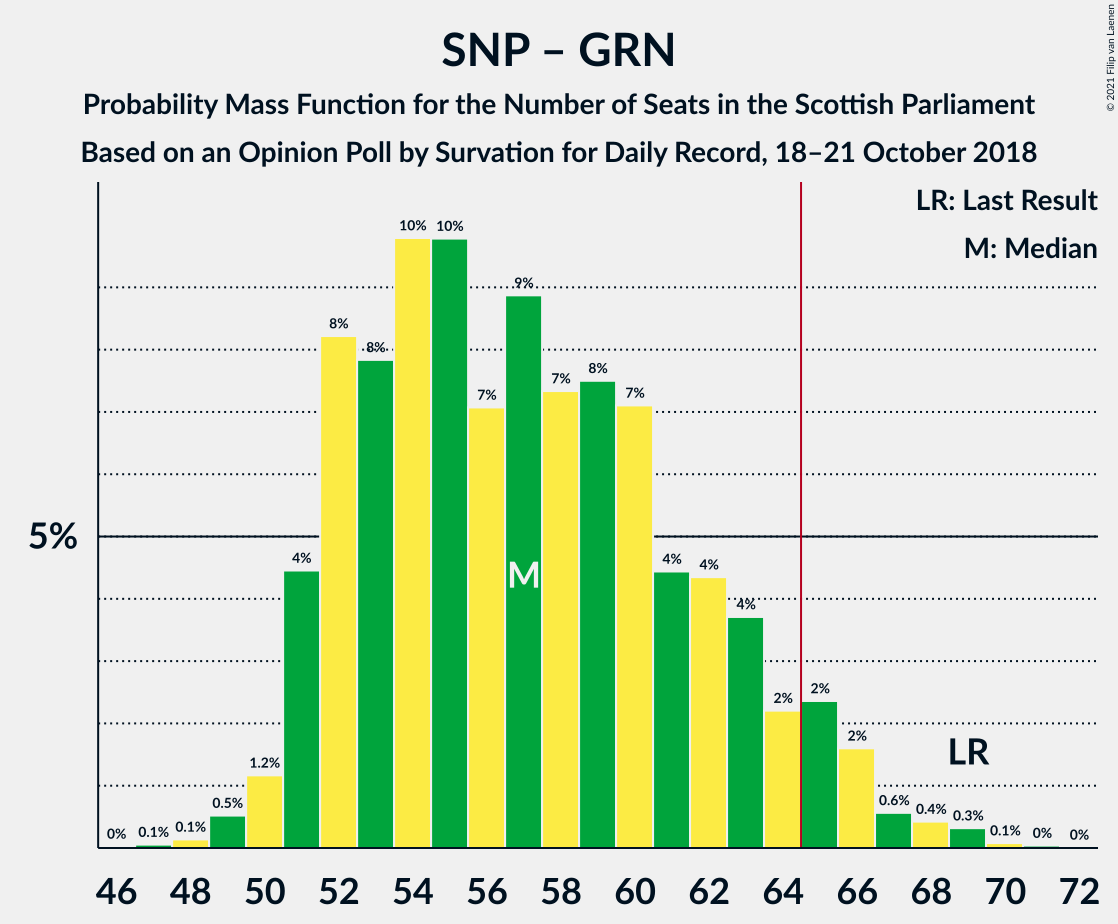 SNP – GRN
Probability Mass Function for the Number of Seats in the Scottish Parliament
Based on an Opinion Poll by Survation for Daily Record, 18–21 October 2018
© 2021 Filip van Laenen
LR: Last Result
M: Median
10% 10%
9%
8%
8%
8%
7%
7%
7%
5%
4%
4%
4%
4%
M
2%
2%
2%
LR
1.2%
0.5%
0.6%
0.4%
0.3%
0% 0.1% 0.1%
0.1% 0% 0%
46 48 50 52 54 56 58 60 62 64 66 68 70 72